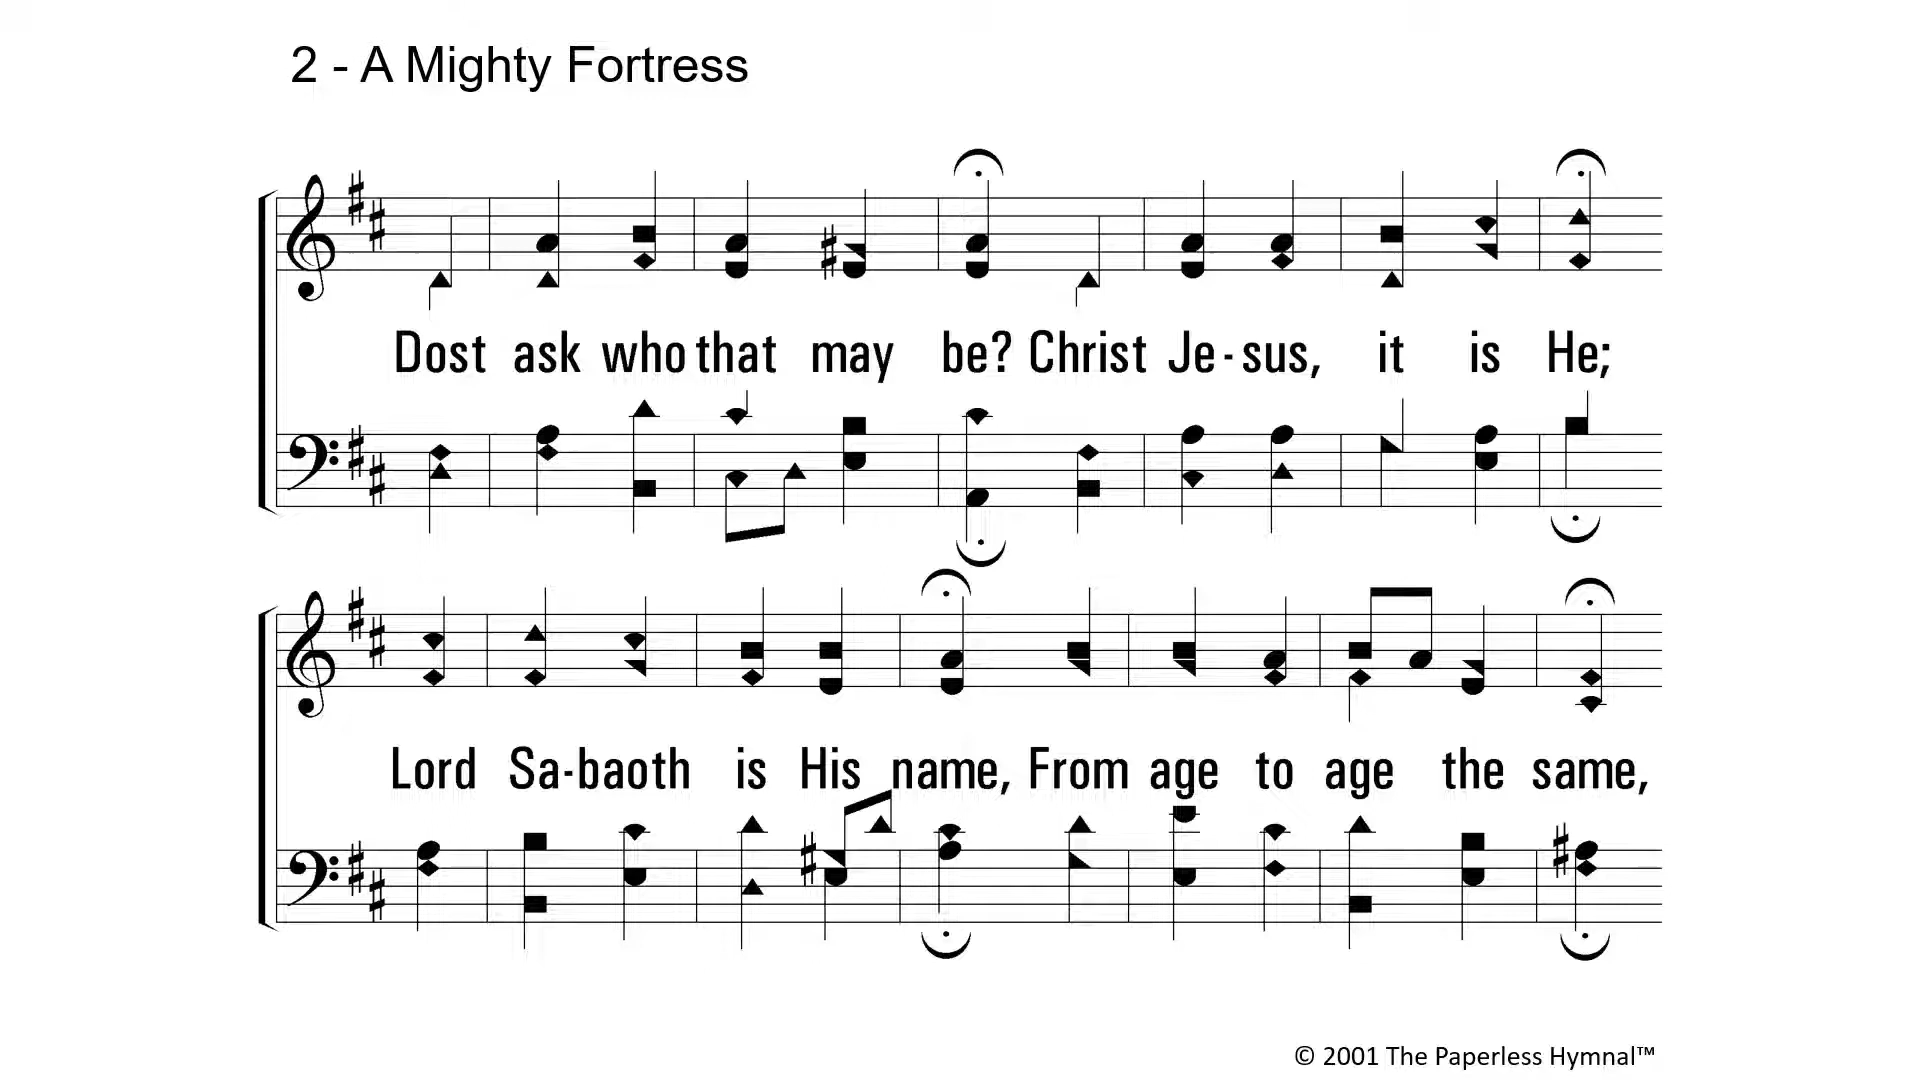 2 - A Mighty Fortress
Dost ask who that may be? Christ Je-sus, it is He;
Lord Sa-baoth is His name, From age to age the same,
© 2001 The Paperless Hymnal™